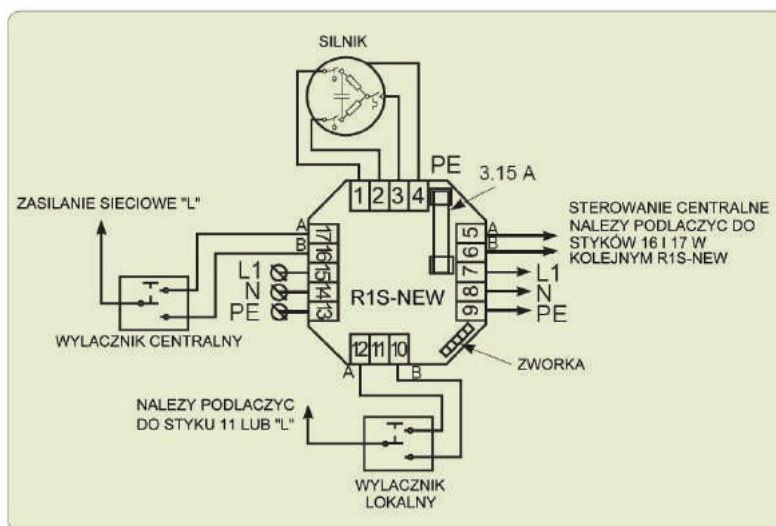 SILNIK
PE
3.15 A
1 2 3 4
ZASILANIE SIECIOWE "L"
A 17
B 16
L1 15
N 14
PE 13
R1S-NEW
5 A
6 B
7 L1
8 N
9 PE
STEROWANIE CENTRALNE
NALEZY PODLACZYC DO
STYKÓW 16 I 17 W
KOLEJNYM R1S-NEW
WYLACZNIK CENTRALNY
12 11 10
A B
ZWORKA
NALEZY PODLACZYC
DO STYKU 11 LUB "L"
WYLACZNIK
LOKALNY